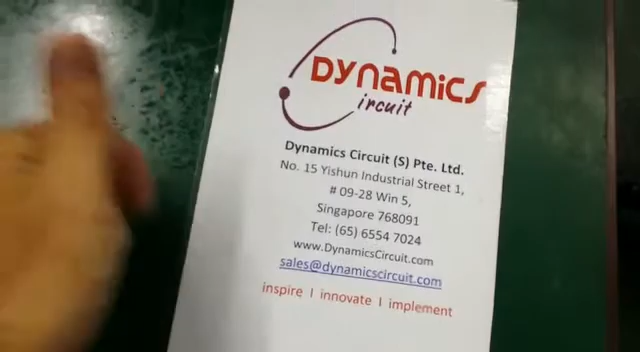 Dynamics
ircuit
Dynamics Circuit (S) Pte. Ltd.
No. 15 Yishun Industrial Street 1,
# 09-28 Win 5,
Singapore 768091
Tel: (65) 6554 7024
www.DynamicsCircuit.com
sales@dynamicscircuit.com
inspire I innovate I implement